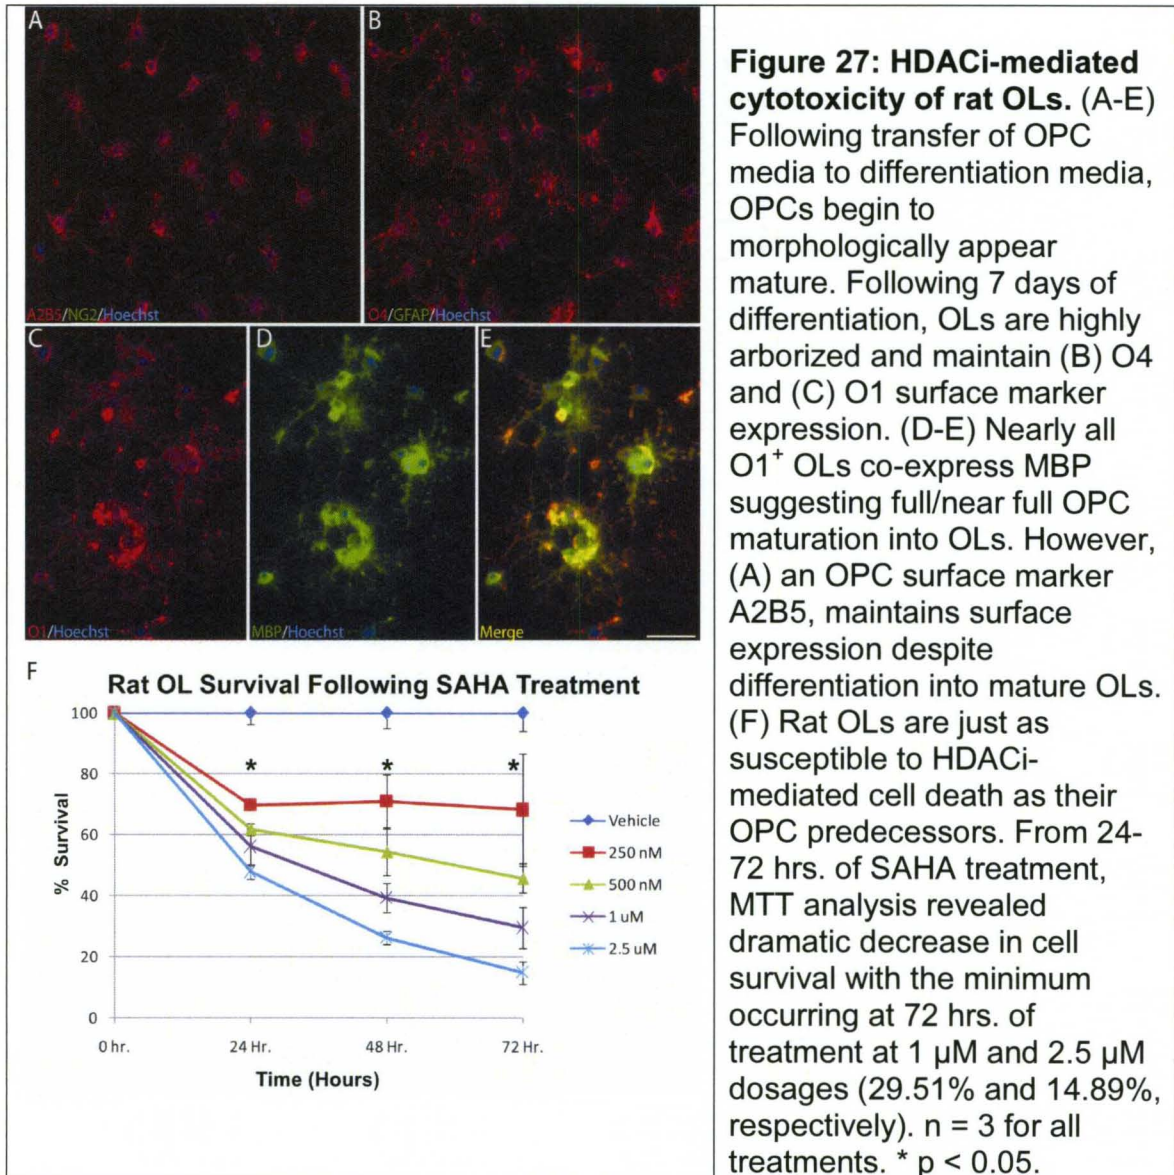 A
B
A2B5/NG2/Hoechst
O4/GFAP/Hoechst
C
D
E
O1/Hoechst
MBP/Hoechst
Merge
F
Rat OL Survival Following SAHA Treatment
100
80
60
40
20
0
% Survival
* * *
0 hr.
24 Hr.
48 Hr.
72 Hr.
Time (Hours)
Vehicle
250 nM
500 nM
1 uM
2.5 uM
Figure 27: HDACi-mediated
cytotoxicity of rat OLs. (A-E)
Following transfer of OPC
media to differentiation media,
OPCs begin to
morphologically appear
mature. Following 7 days of
differentiation, OLs are highly
arborized and maintain (B) O4
and (C) O1 surface marker
expression. (D-E) Nearly all
O1⁺ OLs co-express MBP
suggesting full/near full OPC
maturation into OLs. However,
(A) an OPC surface marker
A2B5, maintains surface
expression despite
differentiation into mature OLs.
(F) Rat OLs are just as
susceptible to HDACi-
mediated cell death as their
OPC predecessors. From 24-
72 hrs. of SAHA treatment,
MTT analysis revealed
dramatic decrease in cell
survival with the minimum
occurring at 72 hrs. of
treatment at 1 µM and 2.5 µM
dosages (29.51% and 14.89%,
respectively). n = 3 for all
treatments. * p < 0.05.